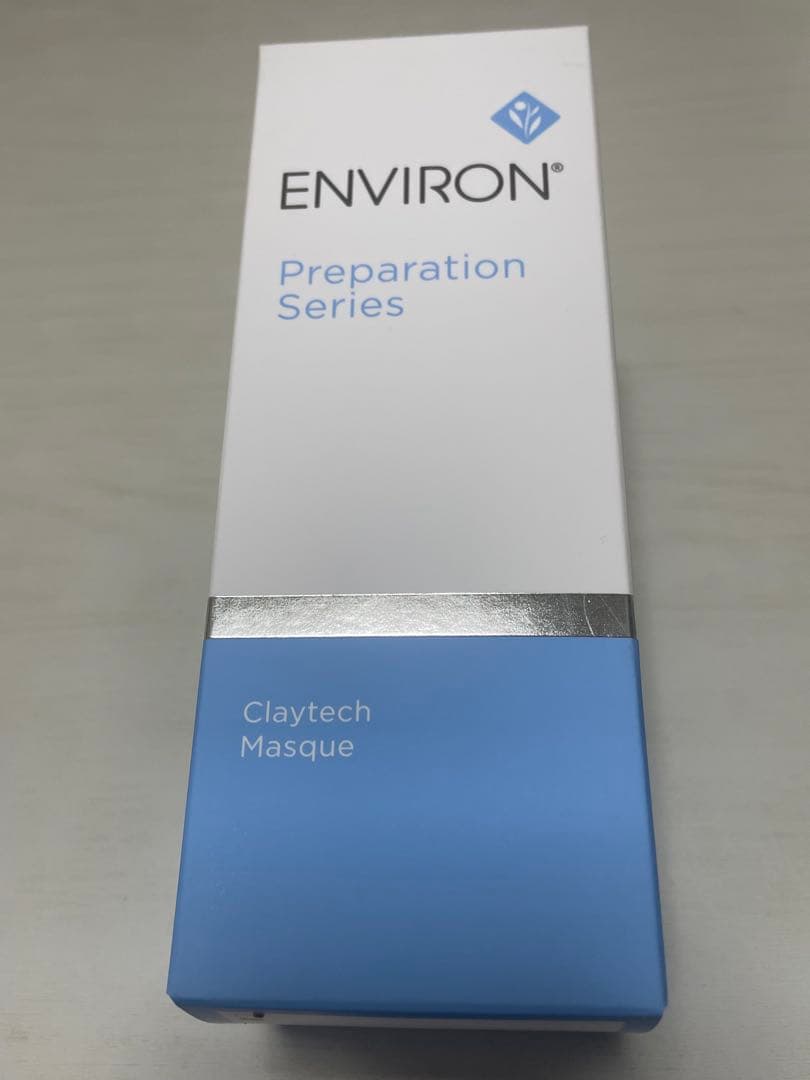 ENVIRON®
Preparation
Series
Claytech
Masque